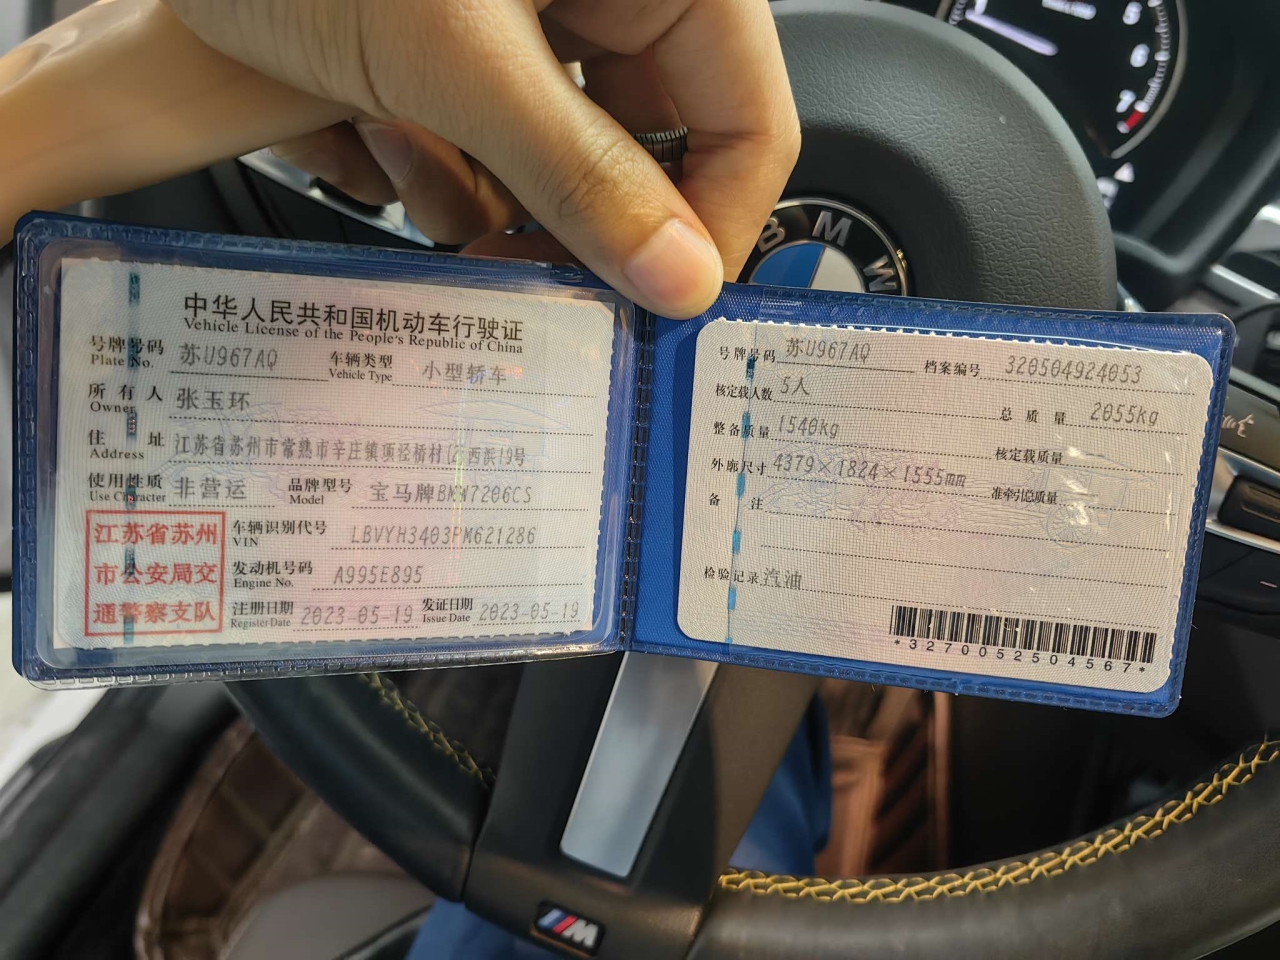 中华人民共和国机动车行驶证
Vehicle License of the People's Republic of China
号牌号码 苏U967AQ 车辆类型 小型轿车
Plate No. Vehicle Type
所有人 张玉环
Owner
住址 江苏省苏州市常熟市辛庄镇项泾桥村 西浜19号
Address
使用性质 非营运 品牌型号 宝马牌BMW7206CS
Use Character Model
江苏省苏州
市公安局交
通警察支队
车辆识别代号 LBVYH3403PM621286
VIN
发动机号码 A995E895
Engine No.
注册日期 2023-05-19 发证日期 2023-05-19
Register Date Issue Date
号牌号码 苏U967AQ 档案编号 320504924053
核定载人数 5人 总质量 2055kg
整备质量 1540kg 核定载质量
外廓尺寸 4379×1824×1555mm 准牵引总质量
备注
检验记录 汽油
*3270052504567*
BMW
M
5
6
7